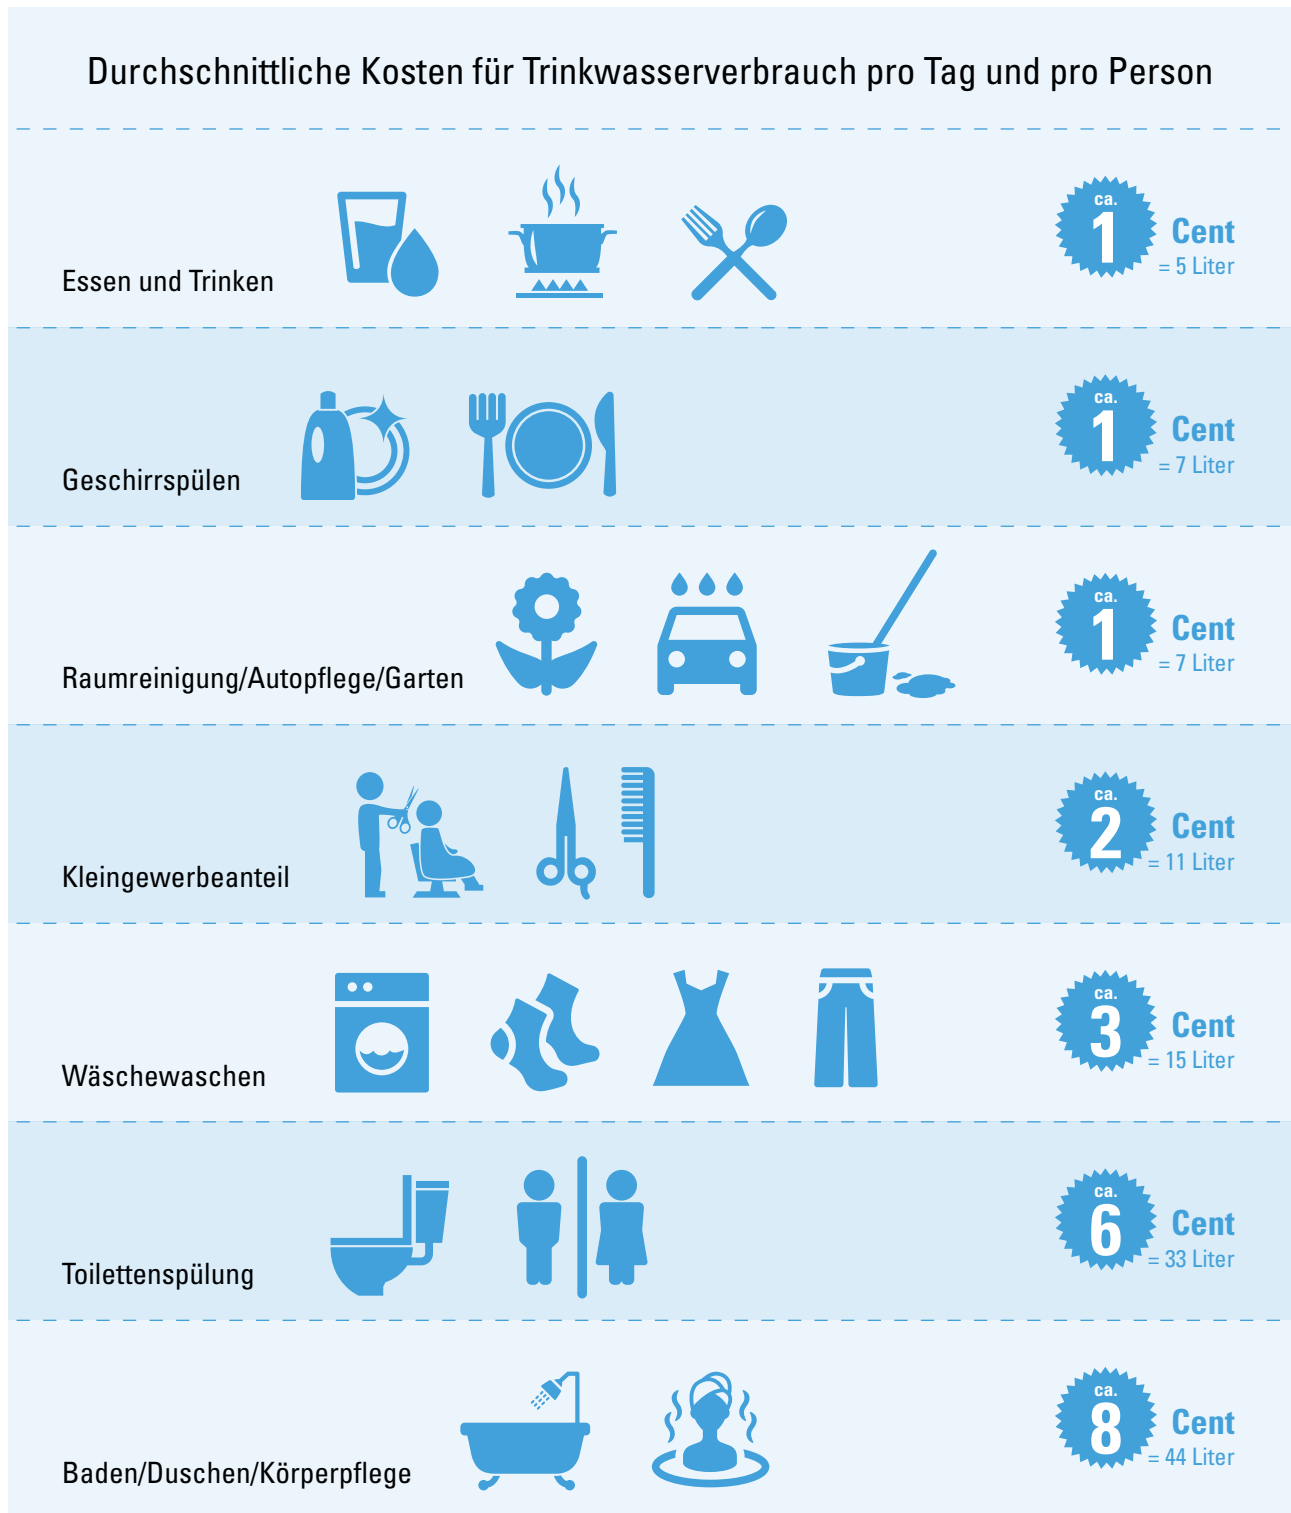 Durchschnittliche Kosten für Trinkwasserverbrauch pro Tag und pro Person
Essen und Trinken
ca.
1 Cent
= 5 Liter
Geschirrspülen
ca.
1 Cent
= 7 Liter
Raumreinigung/Autopflege/Garten
ca.
1 Cent
= 7 Liter
Kleingewerbeanteil
ca.
2 Cent
= 11 Liter
Wäschewaschen
ca.
3 Cent
= 15 Liter
Toilettenspülung
ca.
6 Cent
= 33 Liter
Baden/Duschen/Körperpflege
ca.
8 Cent
= 44 Liter